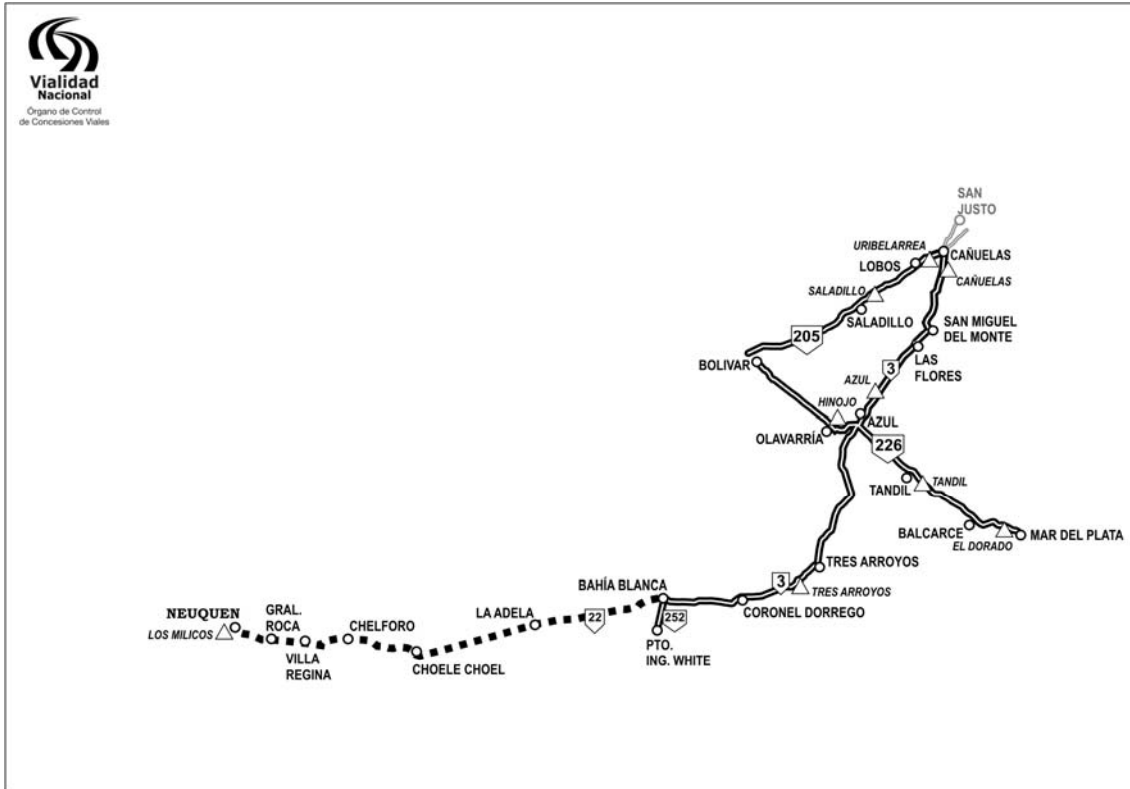 Vialidad
Nacional
Órgano de Control
de Concesiones Viales
SAN
JUSTO
URIBELARREA
CAÑUELAS
LOBOS
CAÑUELAS
SALADILLO
SALADILLO
SAN MIGUEL
DEL MONTE
205
BOLIVAR
LAS
FLORES
3
AZUL
HINOJO
AZUL
OLAVARRÍA
226
TANDIL
TANDIL
BALCARCE
MAR DEL PLATA
EL DORADO
TRES ARROYOS
BAHÍA BLANCA
3
TRES ARROYOS
CORONEL DORREGO
NEUQUEN
LOS MILICOS
GRAL.
ROCA
VILLA
REGINA
CHELFORO
CHOELE CHOEL
LA ADELA
22
252
PTO.
ING. WHITE